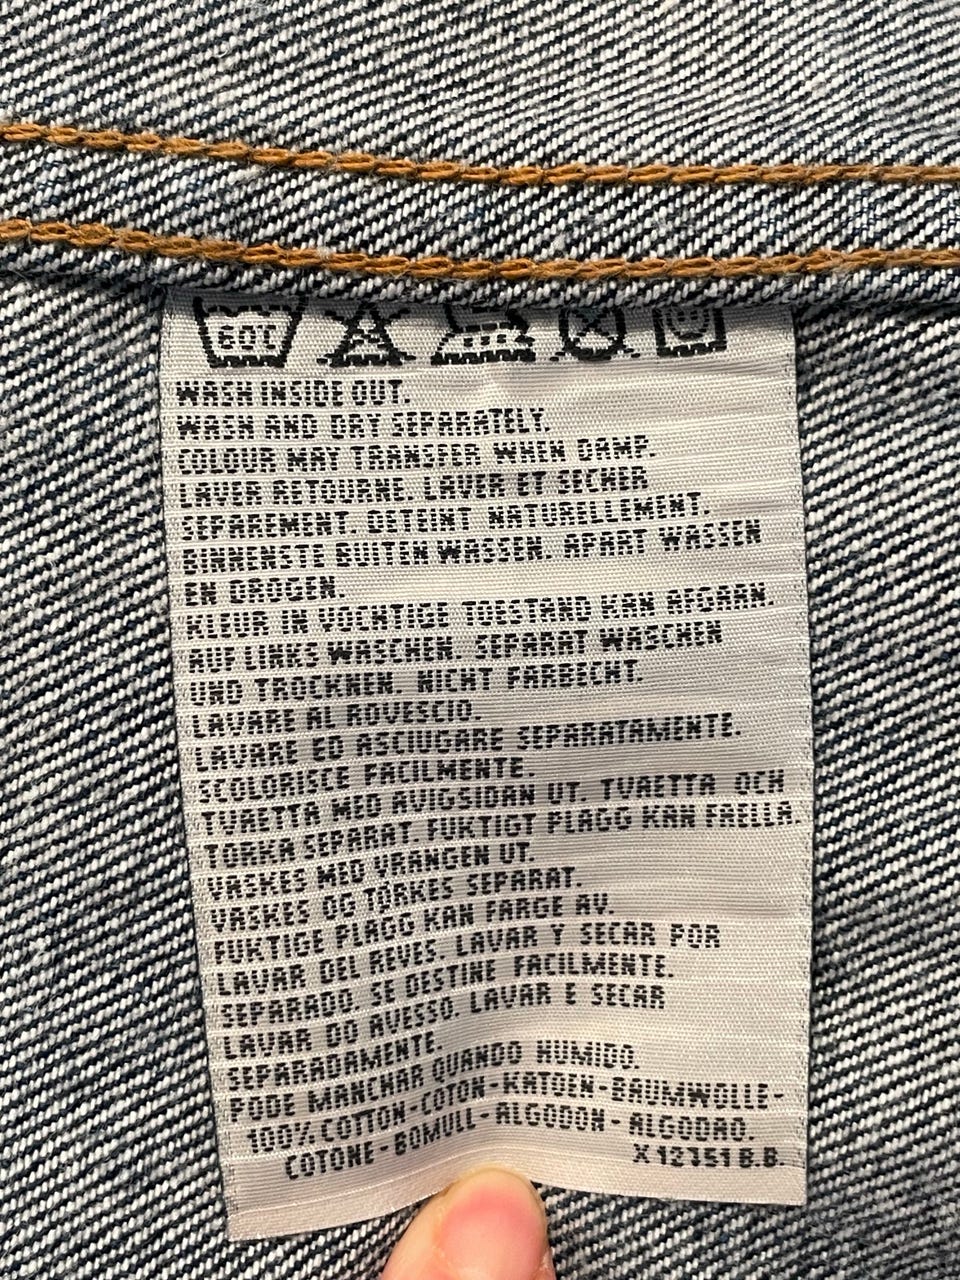 60°C
WASH INSIDE OUT.
WASH AND DRY SEPARATELY.
COLOUR MAY TRANSFER WHEN DAMP.
LAVER RETOURNE. LAVER ET SECHER
SEPAREMENT. DETEINT NATURELLEMENT.
BINNENSTE BUITEN WASSEN. APART WASSEN
EN DROGEN.
KLEUR IN VOCHTIGE TOESTAND KAN AFGAAN.
AUF LINKS WASCHEN. SEPARAT WASCHEN
UND TROCKNEN. NICHT FARBECHT.
LAVARE AL ROVESCIO.
LAVARE ED ASCIUGARE SEPARATAMENTE.
SCOLORISCE FACILMENTE.
TVAETTA MED AVIGSIDAN UT. TVAETTA OCH
TORKA SEPARAT. FUKTIGT PLAGG KAN FAELLA.
VASKES MED VRANGEN UT.
VASKES OG TORKES SEPARAT.
FUKTIGE PLAGG KAN FARGE AV.
LAVAR DEL REVES. LAVAR Y SECAR POR
SEPARADO. SE DESTINE FACILMENTE.
LAVAR DO AVESSO. LAVAR E SECAR
SEPARADAMENTE.
PODE MANCHAR QUANDO HUMIDO.
100% COTTON-COTON-KATOEN-BAUMWOLLE-
COTONE-BOMULL-ALGODON-ALGODAO.
X 12351 B.B.